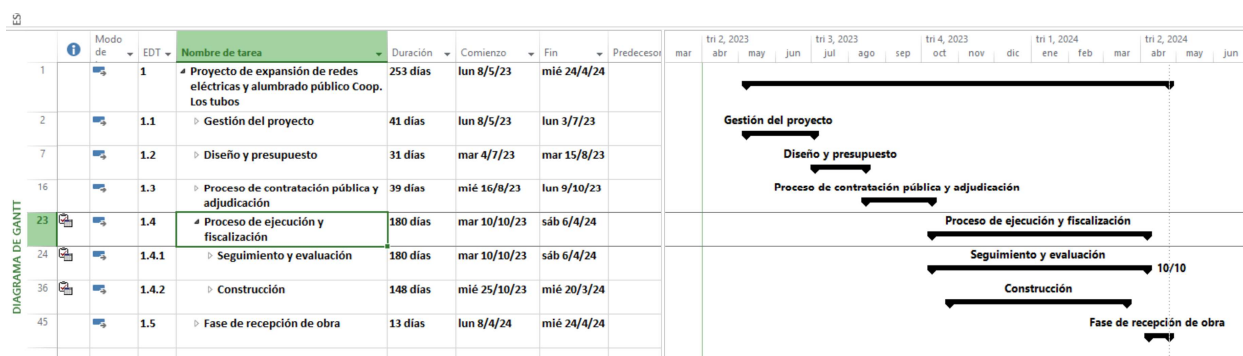 ES
Modo de
EDT
Nombre de tarea
Duración
Comienzo
Fin
Predecesor
tri 2, 2023 tri 3, 2023 tri 4, 2023 tri 1, 2024 tri 2, 2024
mar abr may jun jul ago sep oct nov dic ene feb mar abr may jun
1 1 Proyecto de expansión de redes 253 días lun 8/5/23 mié 24/4/24
eléctricas y alumbrado público Coop.
Los tubos
2 1.1 Gestión del proyecto 41 días lun 8/5/23 lun 3/7/23 Gestión del proyecto
7 1.2 Diseño y presupuesto 31 días mar 4/7/23 mar 15/8/23 Diseño y presupuesto
16 1.3 Proceso de contratación pública y 39 días mié 16/8/23 lun 9/10/23 Proceso de contratación pública y adjudicación
adjudicación
23 1.4 Proceso de ejecución y 180 días mar 10/10/23 sáb 6/4/24 Proceso de ejecución y fiscalización
fiscalización
24 1.4.1 Seguimiento y evaluación 180 días mar 10/10/23 sáb 6/4/24 Seguimiento y evaluación
10/10
36 1.4.2 Construcción 148 días mié 25/10/23 mié 20/3/24 Construcción
45 1.5 Fase de recepción de obra 13 días lun 8/4/24 mié 24/4/24 Fase de recepción de obra
DIAGRAMA DE GANTT